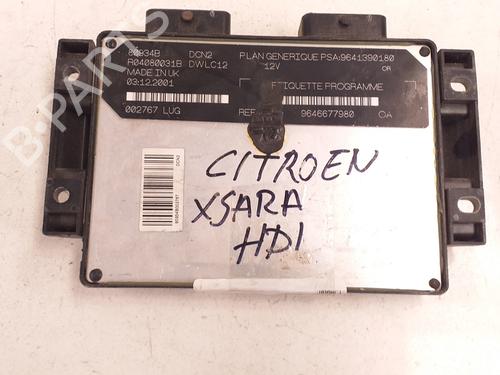 80934B DCN2 PLAN GENERIQUE PSA:9641390180
R04080031B DWLC12 12V OR
MADE IN UK
03.12.2001 ETIQUETTE PROGRAMME
002767 LUG REF 9646677980 OA
CITROEN
XSARA
HDI
B-PARTS